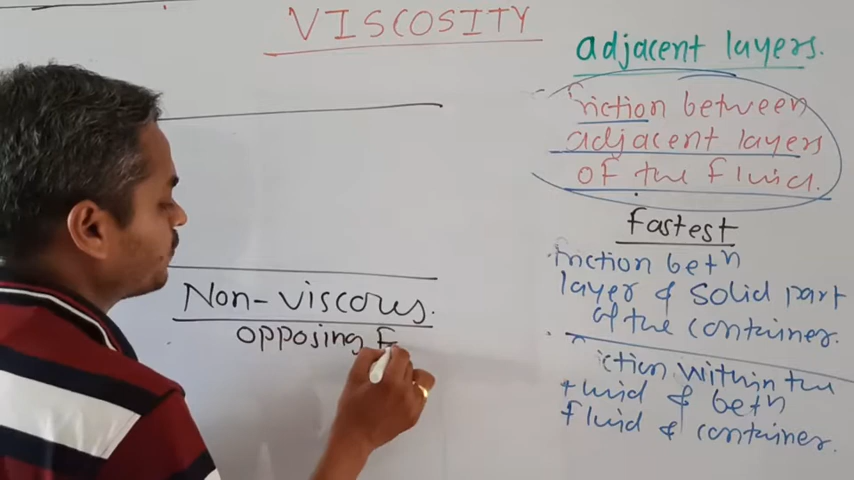 VISCOSITY
Non-viscous.
opposing F
adjacent layers.
friction between
adjacent layers
of the fluid.
Fastest
friction betn
layer & solid part
of the container.
iction within the
fluid & betn
fluid & container.